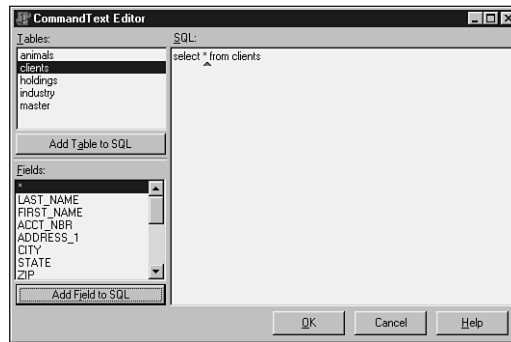 CommandText Editor
Tables:
animals
clients
holdings
industry
master
Add Table to SQL
Fields:
*
LAST_NAME
FIRST_NAME
ACCT_NBR
ADDRESS_1
CITY
STATE
ZIP
Add Field to SQL
SQL:
select * from clients
OK
Cancel
Help